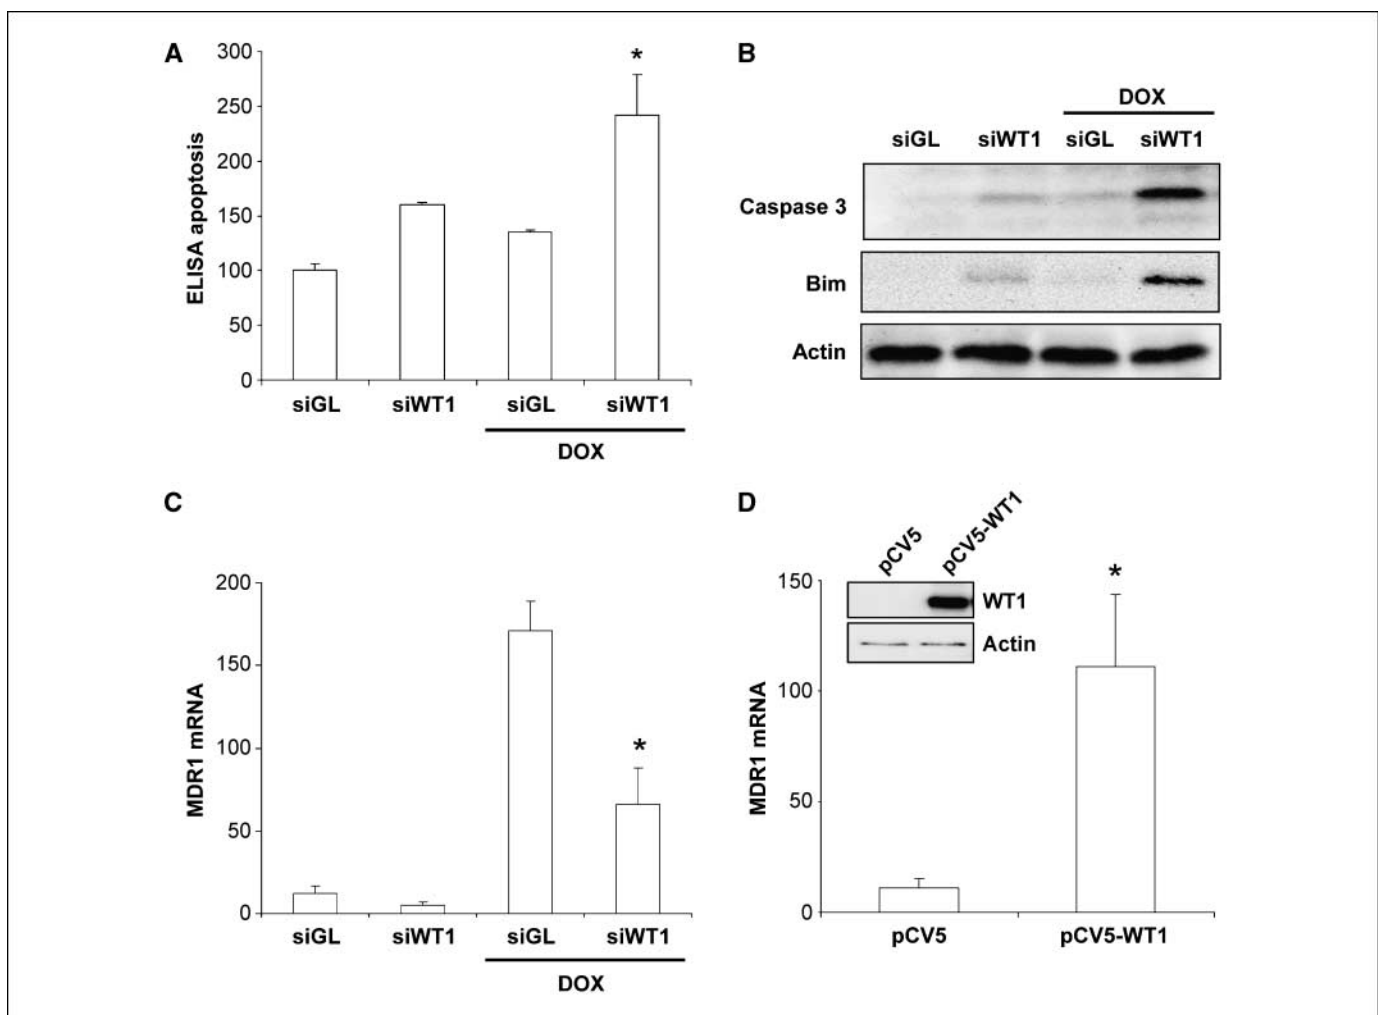 A
300
*
250
200
150
100
50
0
ELISA apoptosis
siGL siWT1 siGL siWT1
DOX
B
DOX
siGL siWT1 siGL siWT1
Caspase 3
Bim
Actin
C
200
150
100
50
0
MDR1 mRNA
*
siGL siWT1 siGL siWT1
DOX
D
pCV5 pCV5-WT1
WT1
Actin
150
100
50
0
MDR1 mRNA
*
pCV5 pCV5-WT1